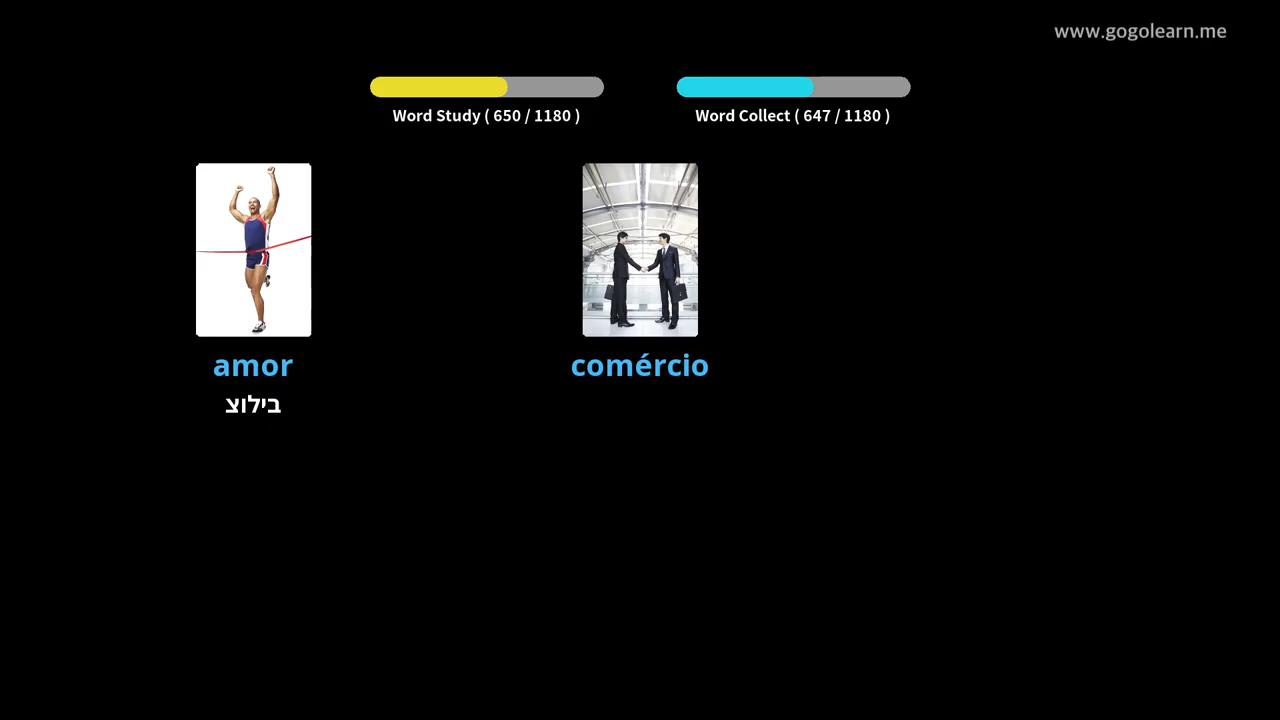 www.gogolearn.me
Word Study ( 650 / 1180 )
Word Collect ( 647 / 1180 )
amor
בילוצ
comércio